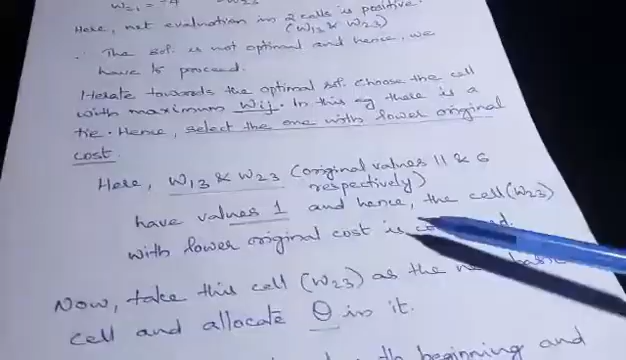 W21 = -4
Here, net evaluation in 2 cells is positive.
(W13 & W23)
∴ The sol. is not optimal and hence, we
have to proceed.
Iterate towards the optimal sol. Choose the cell
with maximum Wij. In this eg there is a
tie. Hence, select the one with lower original
cost.
Here, W13 & W23 (original values 11 & 6
respectively)
have values 1 and hence, the cell (W23)
with lower original cost is
Now, take this cell (W23) as the
cell and allocate θ in it.
beginning and